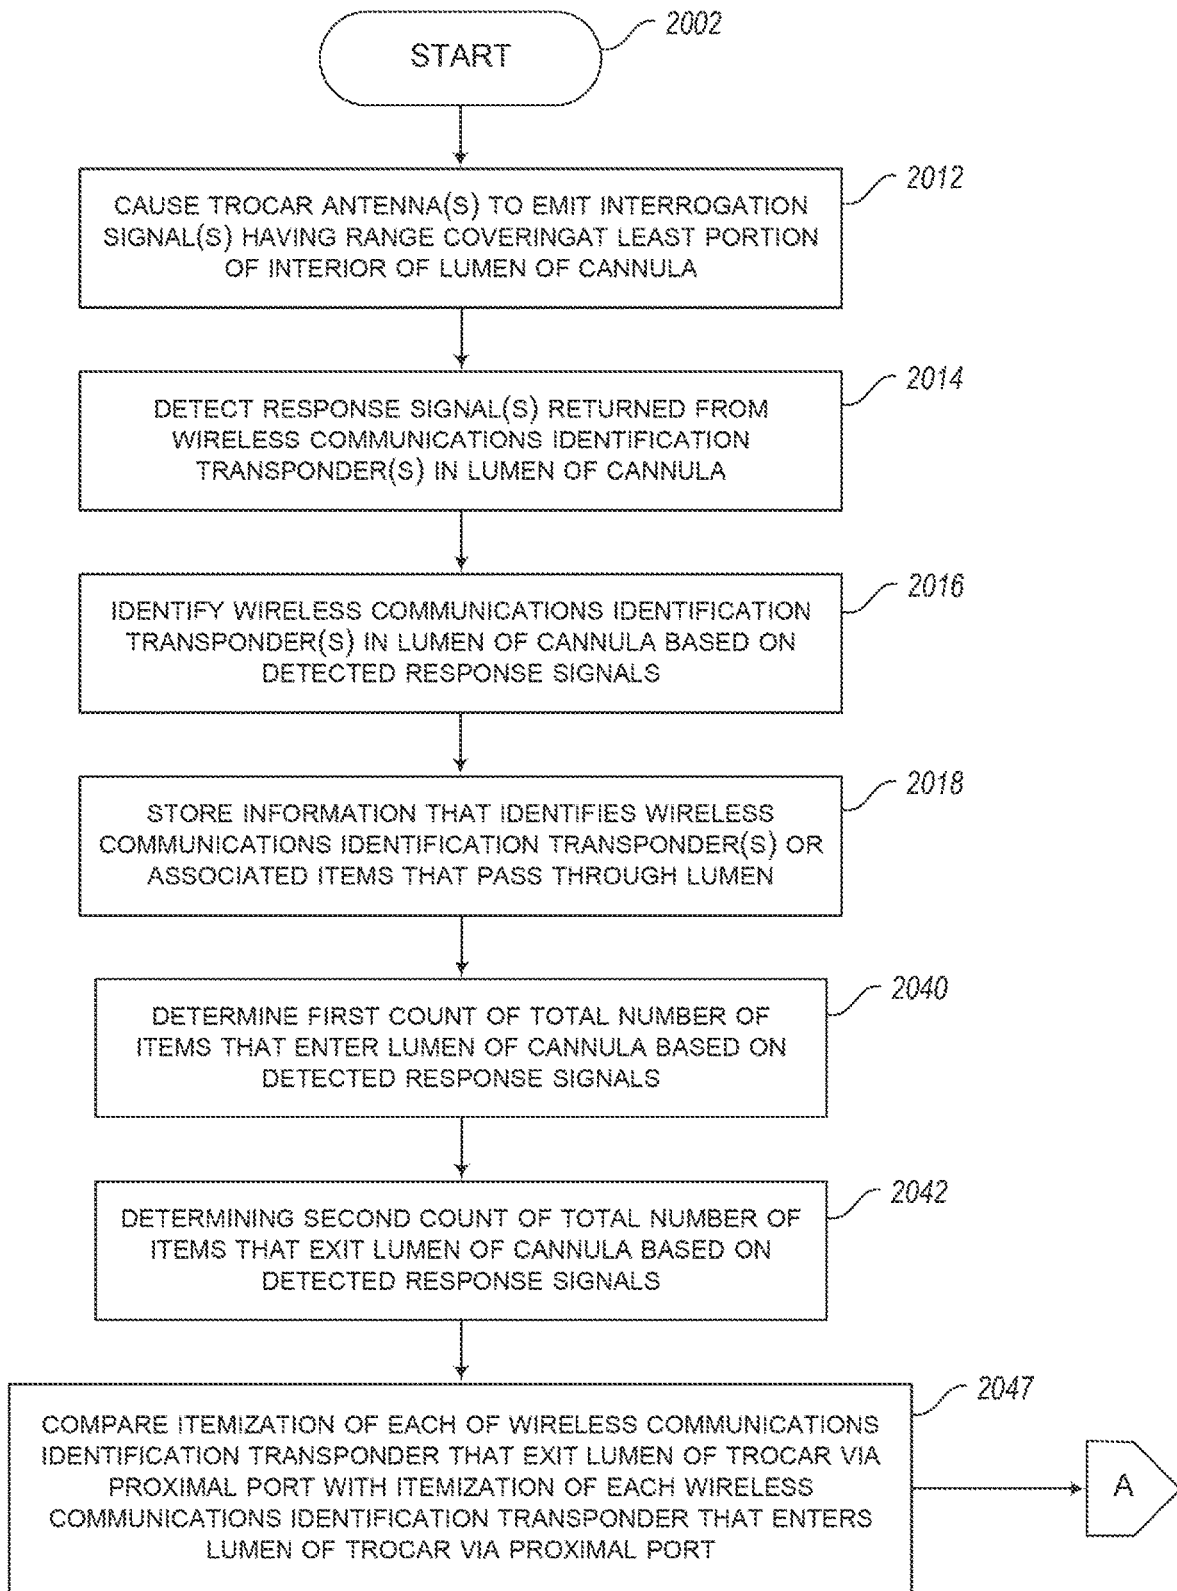 START
2002
CAUSE TROCAR ANTENNA(S) TO EMIT INTERROGATION
SIGNAL(S) HAVING RANGE COVERINGAT LEAST PORTION
OF INTERIOR OF LUMEN OF CANNULA
2012
DETECT RESPONSE SIGNAL(S) RETURNED FROM
WIRELESS COMMUNICATIONS IDENTIFICATION
TRANSPONDER(S) IN LUMEN OF CANNULA
2014
IDENTIFY WIRELESS COMMUNICATIONS IDENTIFICATION
TRANSPONDER(S) IN LUMEN OF CANNULA BASED ON
DETECTED RESPONSE SIGNALS
2016
STORE INFORMATION THAT IDENTIFIES WIRELESS
COMMUNICATIONS IDENTIFICATION TRANSPONDER(S) OR
ASSOCIATED ITEMS THAT PASS THROUGH LUMEN
2018
DETERMINE FIRST COUNT OF TOTAL NUMBER OF
ITEMS THAT ENTER LUMEN OF CANNULA BASED ON
DETECTED RESPONSE SIGNALS
2040
DETERMINING SECOND COUNT OF TOTAL NUMBER OF
ITEMS THAT EXIT LUMEN OF CANNULA BASED ON
DETECTED RESPONSE SIGNALS
2042
COMPARE ITEMIZATION OF EACH OF WIRELESS COMMUNICATIONS
IDENTIFICATION TRANSPONDER THAT EXIT LUMEN OF TROCAR VIA
PROXIMAL PORT WITH ITEMIZATION OF EACH WIRELESS
COMMUNICATIONS IDENTIFICATION TRANSPONDER THAT ENTERS
LUMEN OF TROCAR VIA PROXIMAL PORT
2047
A